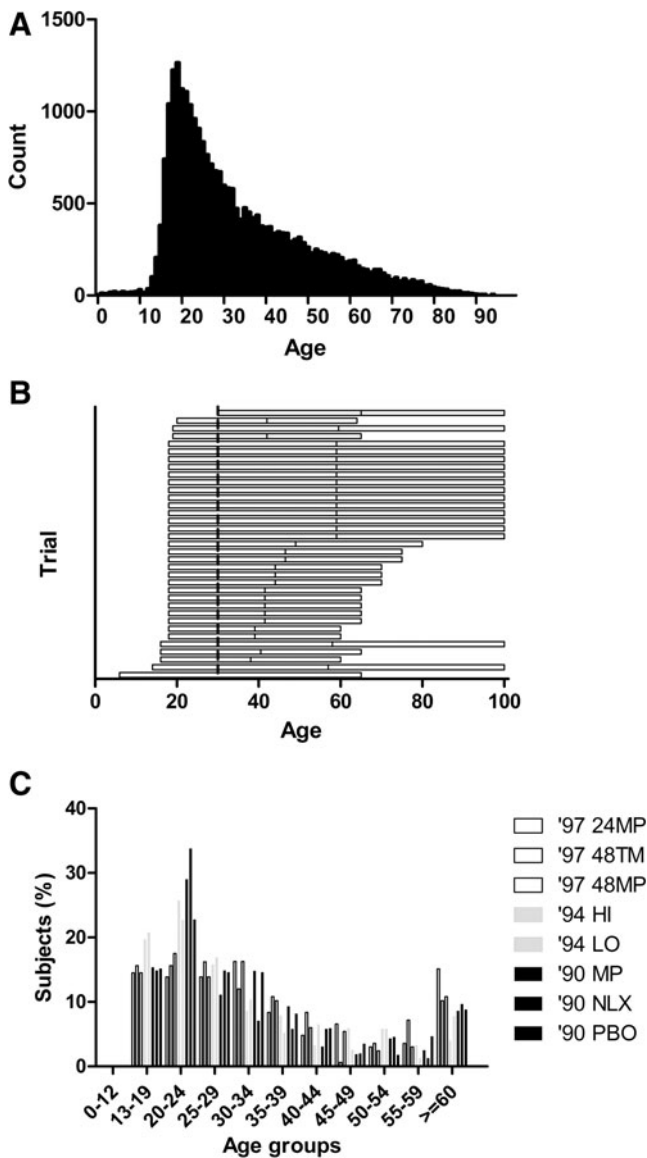 A
1500
1000
500
0
Count
0 10 20 30 40 50 60 70 80 90
Age
B
Trial
0 20 40 60 80 100
Age
C
40
30
20
10
0
Subjects (%)
0-12 13-19 20-24 25-29 30-34 35-39 40-44 45-49 50-54 55-59 >=60
Age groups
'97 24MP
'97 48TM
'97 48MP
'94 HI
'94 LO
'90 MP
'90 NLX
'90 PBO